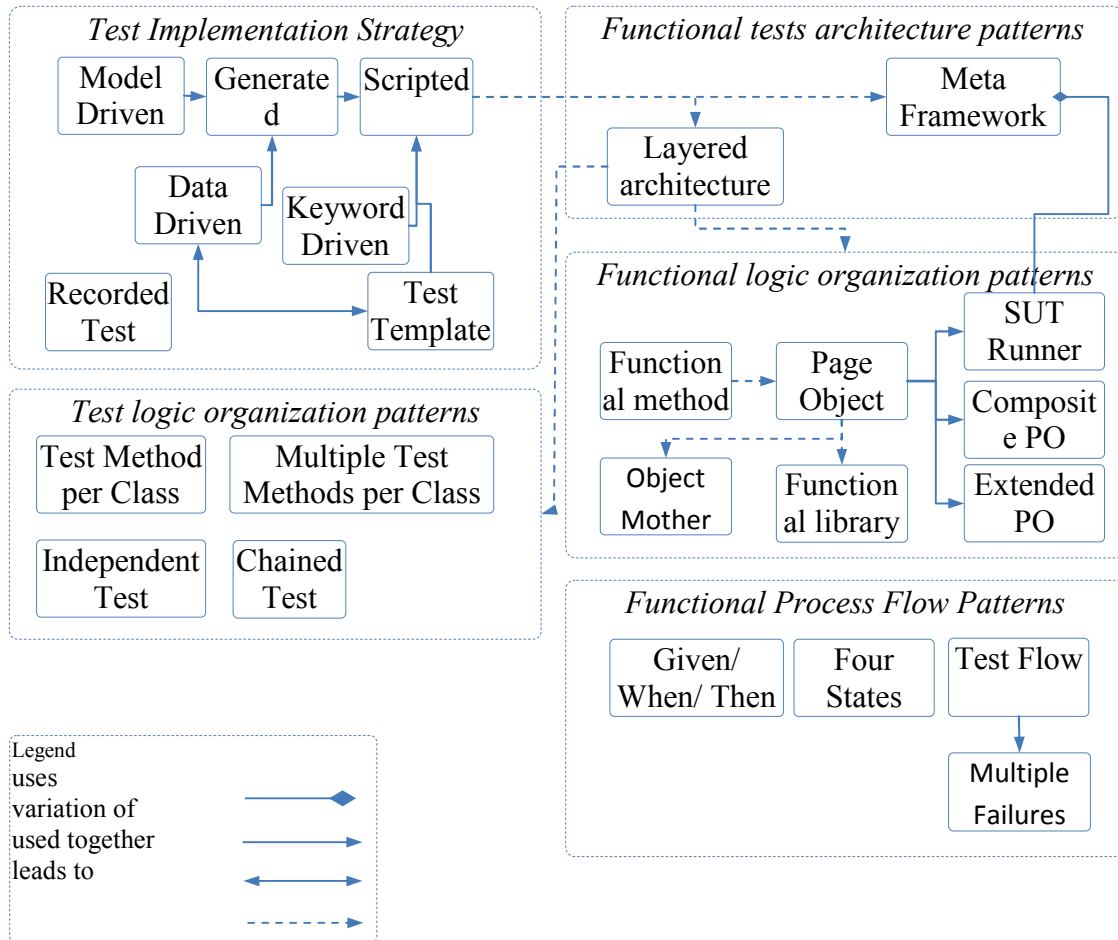 Test Implementation Strategy
Model
Driven
Generate
d
Scripted
Data
Driven
Keyword
Driven
Recorded
Test
Test
Template
Functional tests architecture patterns
Meta
Framework
Layered
architecture
Functional logic organization patterns
SUT
Runner
Function
al method
Page
Object
Composit
e PO
Object
Mother
Function
al library
Extended
PO
Test logic organization patterns
Test Method
per Class
Multiple Test
Methods per Class
Independent
Test
Chained
Test
Functional Process Flow Patterns
Given/
When/ Then
Four
States
Test Flow
Multiple
Failures
Legend
uses
variation of
used together
leads to